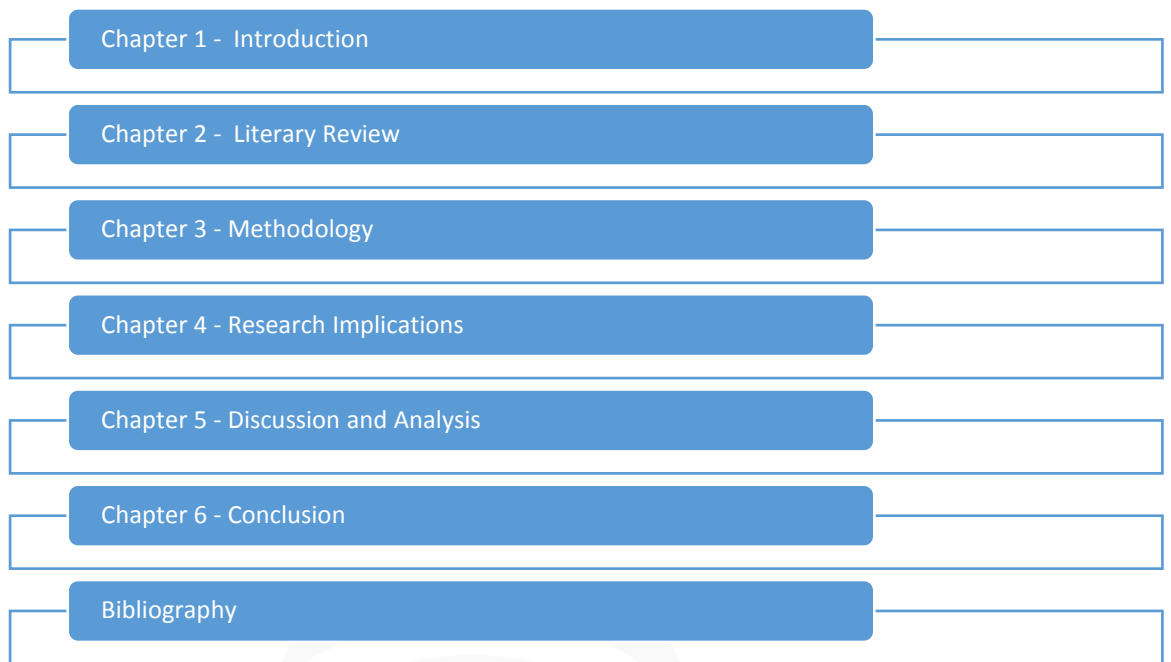 Chapter 1 - Introduction
Chapter 2 - Literary Review
Chapter 3 - Methodology
Chapter 4 - Research Implications
Chapter 5 - Discussion and Analysis
Chapter 6 - Conclusion
Bibliography